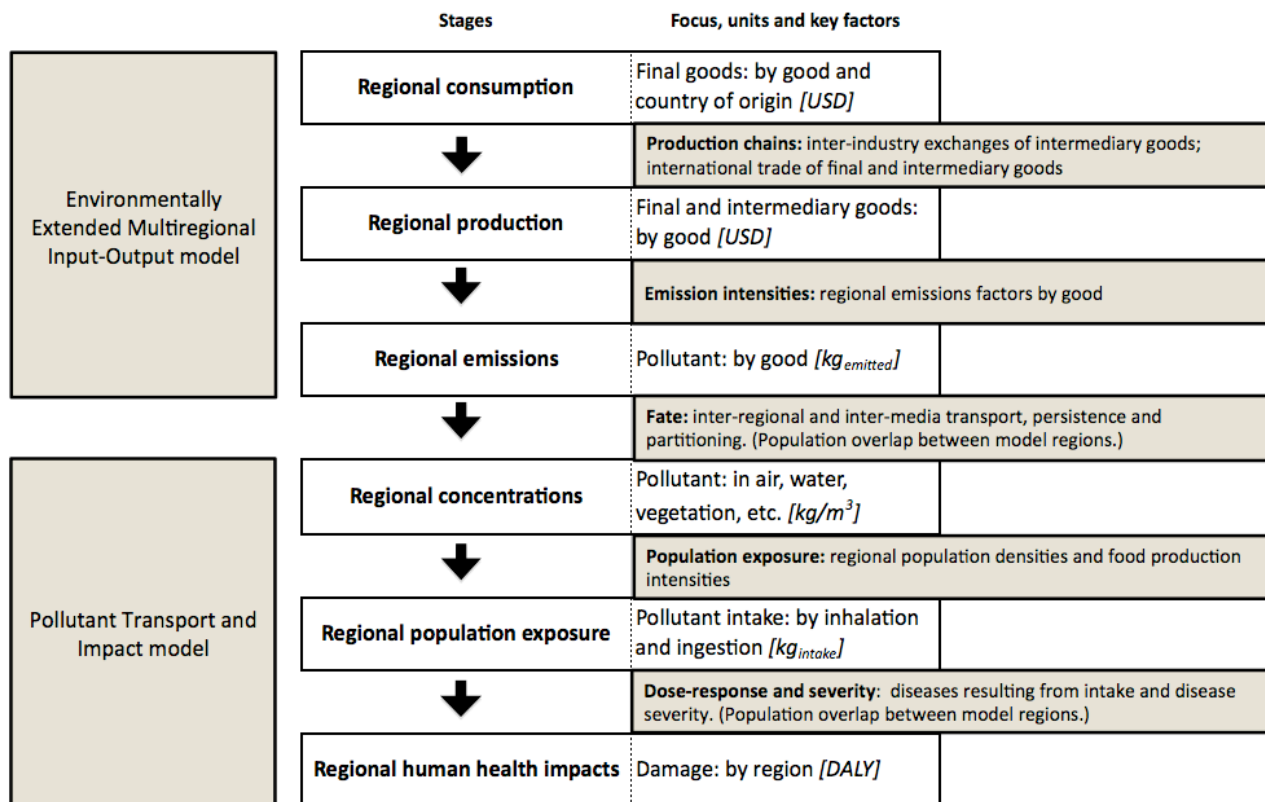 Stages
Focus, units and key factors
Environmentally
Extended Multiregional
Input-Output model
Regional consumption
Final goods: by good and
country of origin [USD]
Production chains: inter-industry exchanges of intermediary goods;
international trade of final and intermediary goods
Regional production
Final and intermediary goods:
by good [USD]
Emission intensities: regional emissions factors by good
Regional emissions
Pollutant: by good [kg emitted]
Fate: inter-regional and inter-media transport, persistence and
partitioning. (Population overlap between model regions.)
Pollutant Transport and
Impact model
Regional concentrations
Pollutant: in air, water,
vegetation, etc. [kg/m³]
Population exposure: regional population densities and food production
intensities
Regional population exposure
Pollutant intake: by inhalation
and ingestion [kg intake]
Dose-response and severity: diseases resulting from intake and disease
severity. (Population overlap between model regions.)
Regional human health impacts
Damage: by region [DALY]